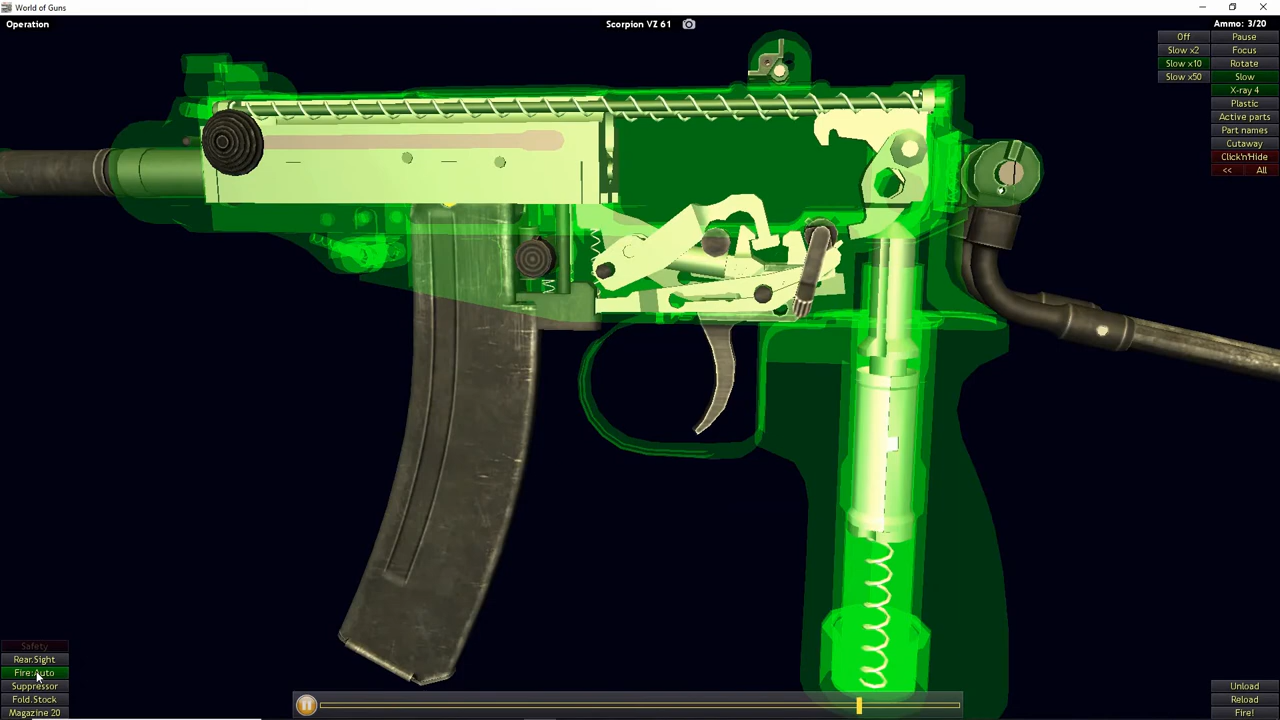 World of Guns
Operation
Scorpion VZ 61
Ammo: 3/20
Off
Pause
Slow x2
Focus
Slow x10
Rotate
Slow x50
Slow
X-ray 4
Plastic
Active parts
Part names
Cutaway
Click'n'Hide
<<
All
Safety
Rear.Sight
Fire:Auto
Suppressor
Fold.Stock
Magazine 20
Unload
Reload
Fire!